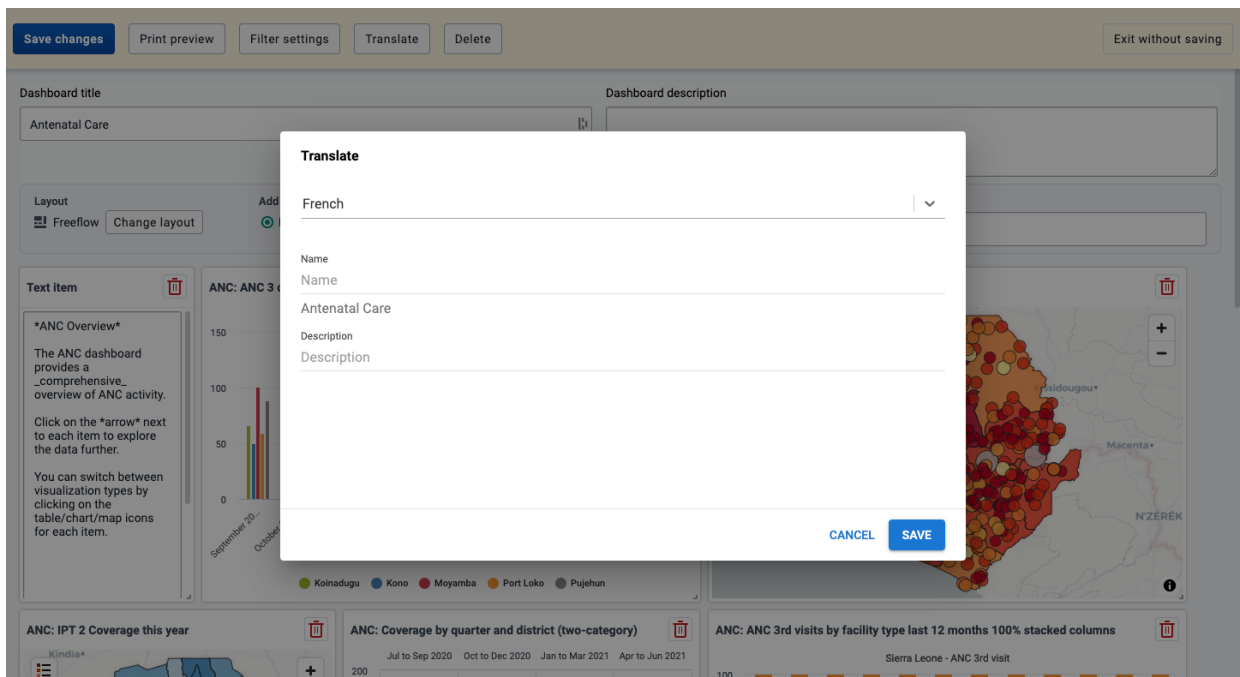 Save changes
Print preview
Filter settings
Translate
Delete
Exit without saving
Dashboard title
Dashboard description
Antenatal Care
Layout
Add
Freeflow
Change layout
Translate
French
Name
Name
Antenatal Care
Description
Description
CANCEL
SAVE
Text item
*ANC Overview*
The ANC dashboard
provides a
_comprehensive_
overview of ANC activity.
Click on the *arrow* next
to each item to explore
the data further.
You can switch between
visualization types by
clicking on the
table/chart/map icons
for each item.
ANC: ANC 3
150
100
50
0
September 20...
October
Koinadugu
Kono
Moyamba
Port Loko
Pujehun
+
−
Macenta
N'ZÉRÉK
ANC: IPT 2 Coverage this year
Kindia
+
ANC: Coverage by quarter and district (two-category)
Jul to Sep 2020 Oct to Dec 2020 Jan to Mar 2021 Apr to Jun 2021
200
ANC: ANC 3rd visits by facility type last 12 months 100% stacked columns
Sierra Leone - ANC 3rd visit
100